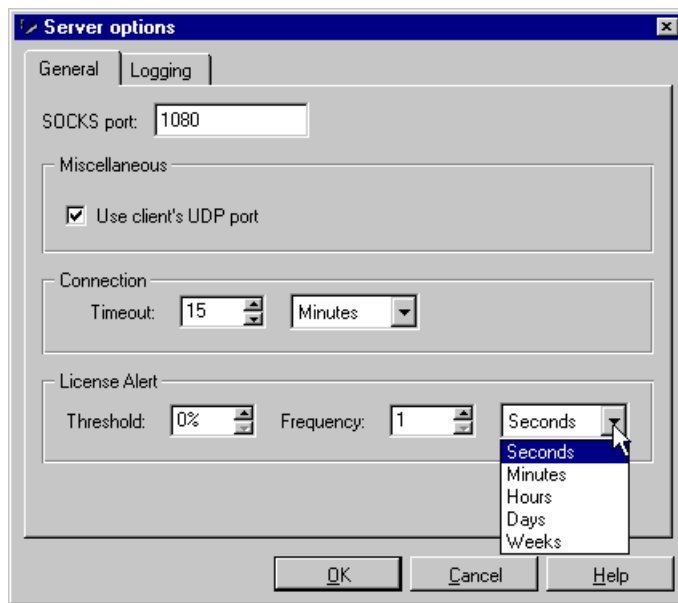 Server options
General Logging
SOCKS port: 1080
Miscellaneous
Use client's UDP port
Connection
Timeout: 15 Minutes
License Alert
Threshold: 0% Frequency: 1 Seconds
Seconds
Minutes
Hours
Days
Weeks
OK Cancel Help